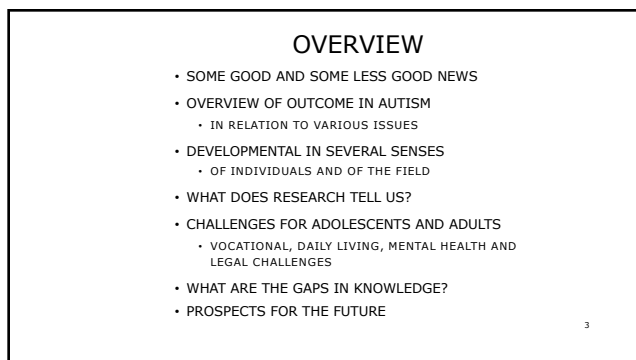 OVERVIEW
• SOME GOOD AND SOME LESS GOOD NEWS
• OVERVIEW OF OUTCOME IN AUTISM
• IN RELATION TO VARIOUS ISSUES
• DEVELOPMENTAL IN SEVERAL SENSES
• OF INDIVIDUALS AND OF THE FIELD
• WHAT DOES RESEARCH TELL US?
• CHALLENGES FOR ADOLESCENTS AND ADULTS
• VOCATIONAL, DAILY LIVING, MENTAL HEALTH AND
LEGAL CHALLENGES
• WHAT ARE THE GAPS IN KNOWLEDGE?
• PROSPECTS FOR THE FUTURE
3